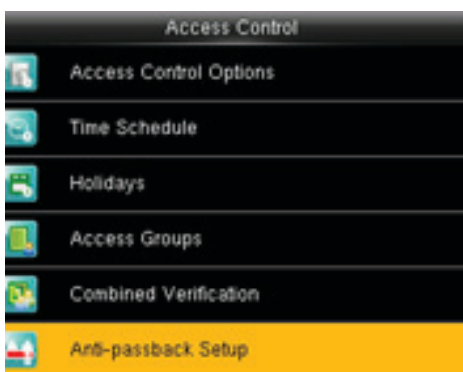 Access Control
Access Control Options
Time Schedule
Holidays
Access Groups
Combined Verification
Anti-passback Setup